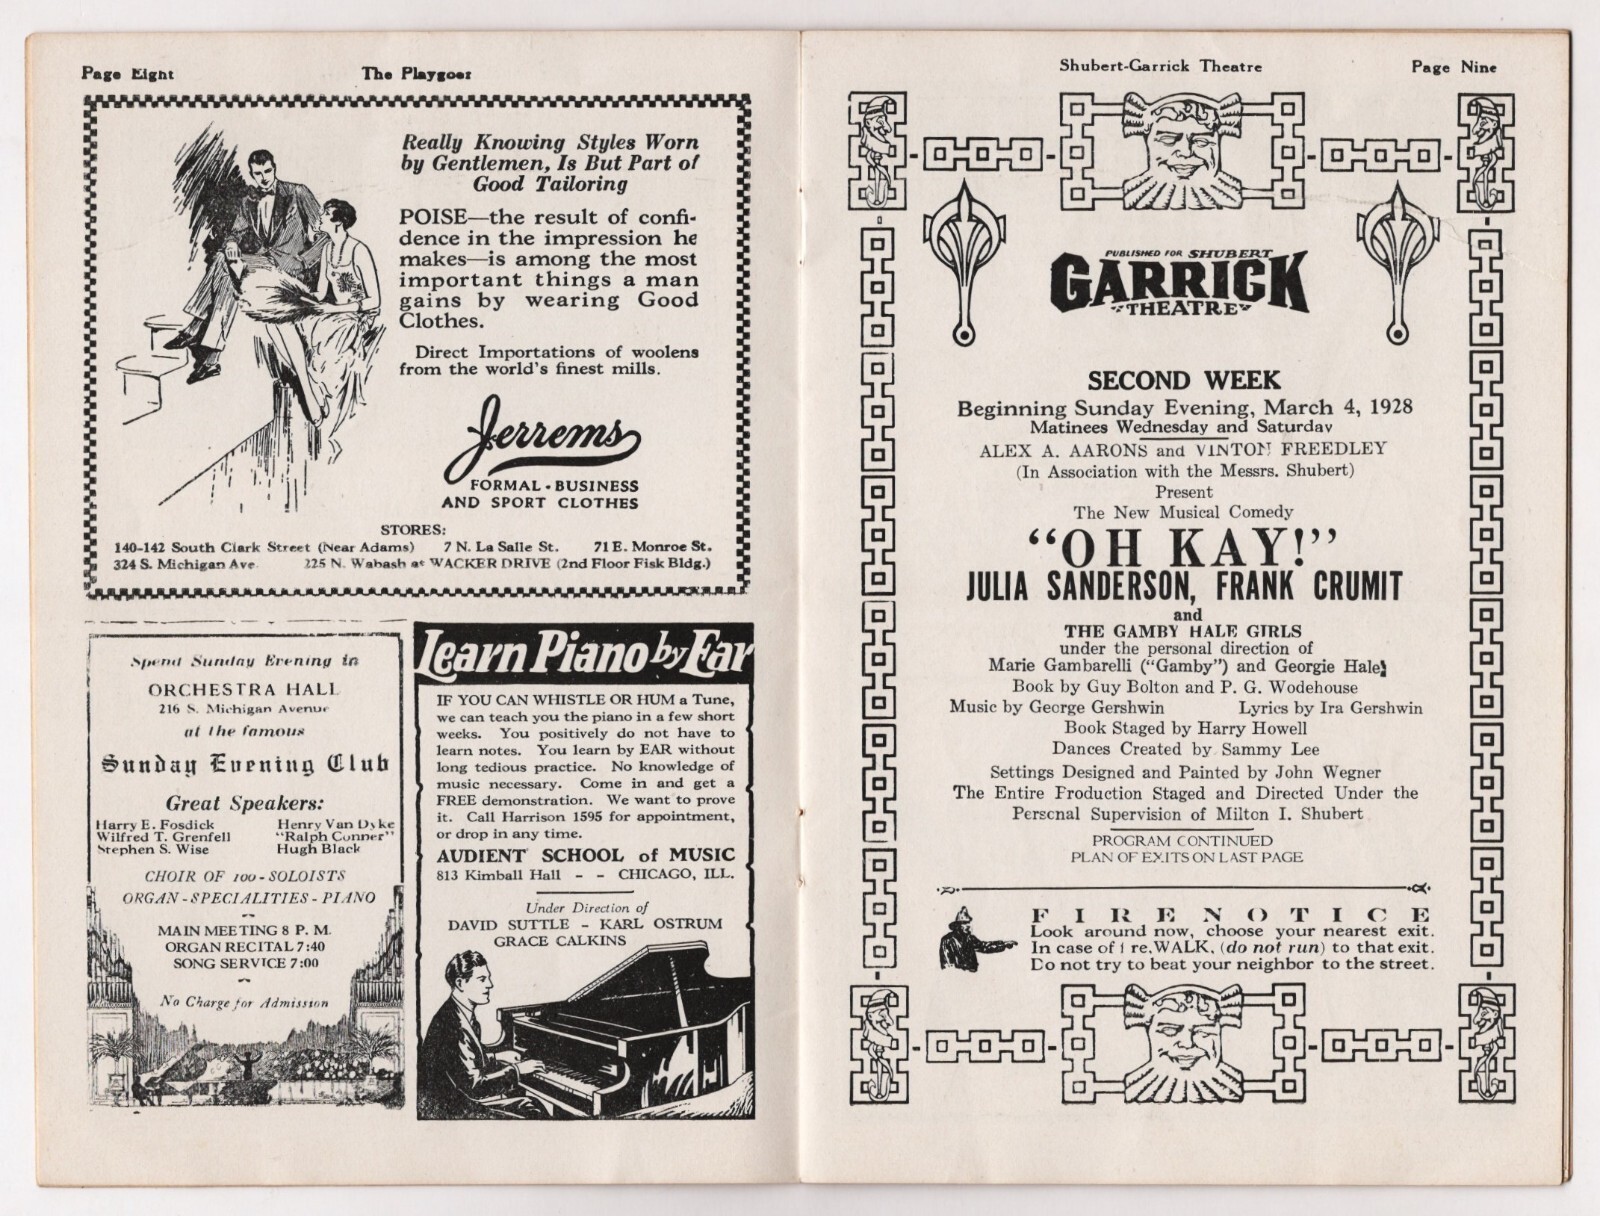 Page Eight
The Playgoer
Really Knowing Styles Worn
by Gentlemen, Is But Part of
Good Tailoring
POISE—the result of confi-
dence in the impression he
makes—is among the most
important things a man
gains by wearing Good
Clothes.
Direct Importations of woolens
from the world's finest mills.
Jerrems
FORMAL - BUSINESS
AND SPORT CLOTHES
STORES:
140-142 South Clark Street (Near Adams) 7 N. La Salle St. 71 E. Monroe St.
324 S. Michigan Ave. 225 N. Wabash at WACKER DRIVE (2nd Floor Fisk Bldg.)
Spend Sunday Evening in
ORCHESTRA HALL
216 S. Michigan Avenue
at the famous
Sunday Evening Club
Great Speakers:
Harry E. Fosdick Henry Van Dyke
Wilfred T. Grenfell "Ralph Conner"
Stephen S. Wise Hugh Black
CHOIR OF 100 - SOLOISTS
ORGAN - SPECIALITIES - PIANO
MAIN MEETING 8 P. M.
ORGAN RECITAL 7:40
SONG SERVICE 7:00
No Charge for Admission
Learn Piano by Ear
IF YOU CAN WHISTLE OR HUM a Tune,
we can teach you the piano in a few short
weeks. You positively do not have to
learn notes. You learn by EAR without
long tedious practice. No knowledge of
music necessary. Come in and get a
FREE demonstration. We want to prove
it. Call Harrison 1595 for appointment,
or drop in any time.
AUDIENT SCHOOL of MUSIC
813 Kimball Hall - - CHICAGO, ILL.
Under Direction of
DAVID SUTTLE - KARL OSTRUM
GRACE CALKINS
Shubert-Garrick Theatre
Page Nine
PUBLISHED FOR SHUBERT
GARRICK
THEATRE
SECOND WEEK
Beginning Sunday Evening, March 4, 1928
Matinees Wednesday and Saturday
ALEX A. AARONS and VINTON FREEDLEY
(In Association with the Messrs. Shubert)
Present
The New Musical Comedy
"OH KAY!"
JULIA SANDERSON, FRANK CRUMIT
and
THE GAMBY HALE GIRLS
under the personal direction of
Marie Gambarelli ("Gamby") and Georgie Hale
Book by Guy Bolton and P. G. Wodehouse
Music by George Gershwin Lyrics by Ira Gershwin
Book Staged by Harry Howell
Dances Created by Sammy Lee
Settings Designed and Painted by John Wegner
The Entire Production Staged and Directed Under the
Personal Supervision of Milton I. Shubert
PROGRAM CONTINUED
PLAN OF EXITS ON LAST PAGE
FIRE NOTICE
Look around now, choose your nearest exit.
In case of fire, WALK, (do not run) to that exit.
Do not try to beat your neighbor to the street.